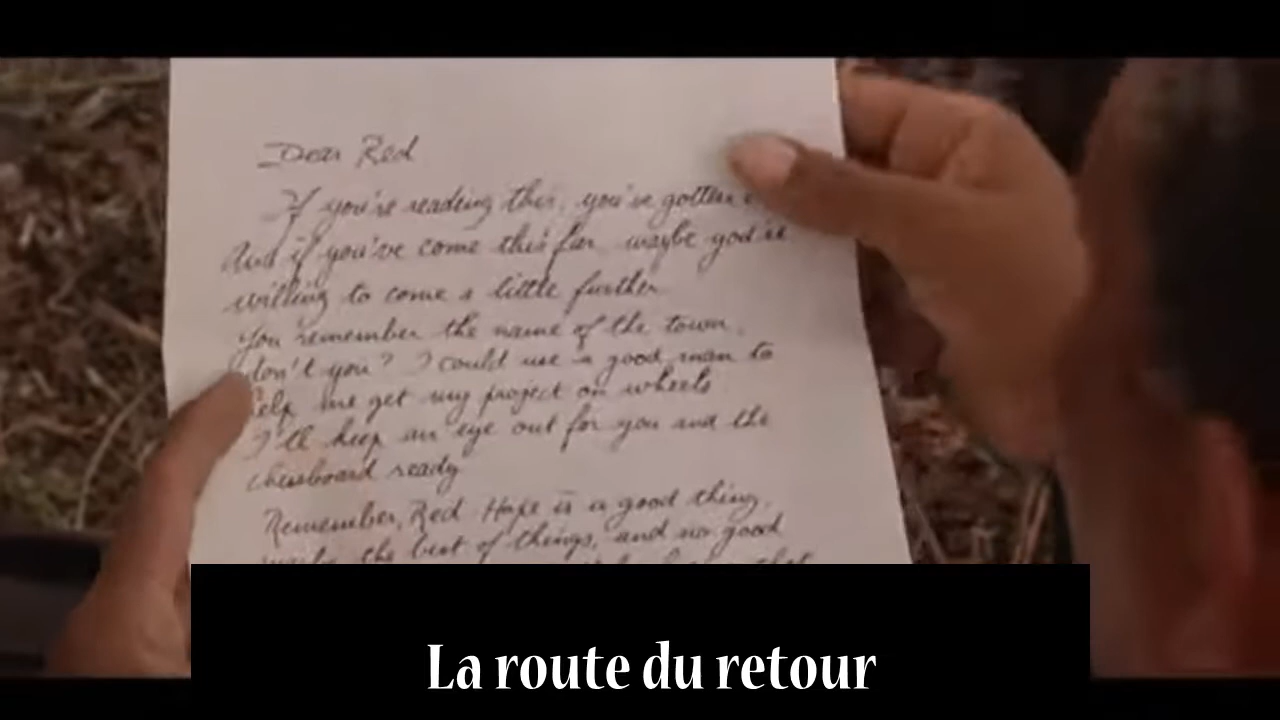 Dear Red
If you're reading this, you've gotten
And if you've come this far, maybe you're
willing to come a little further.
You remember the name of the town,
don't you? I could use a good man to
help me get my project on wheels.
I'll keep an eye out for you and the
chessboard ready.
Remember, Red. Hope is a good thing,
maybe the best of things, and no good
that
La route du retour